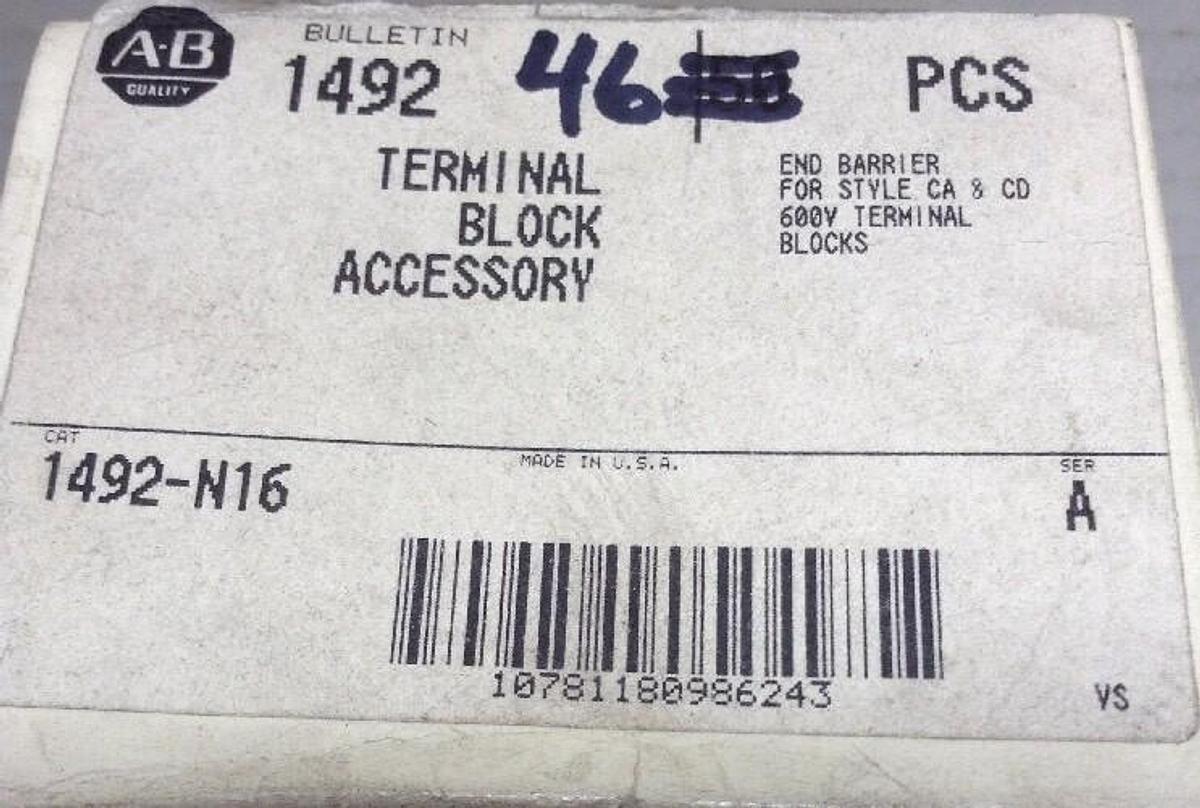 A-B
QUALITY
BULLETIN
1492
46 50 PCS
TERMINAL
BLOCK
ACCESSORY
END BARRIER
FOR STYLE CA & CD
600V TERMINAL
BLOCKS
CAT
1492-N16
MADE IN U.S.A.
SER
A
10781180986243
VS